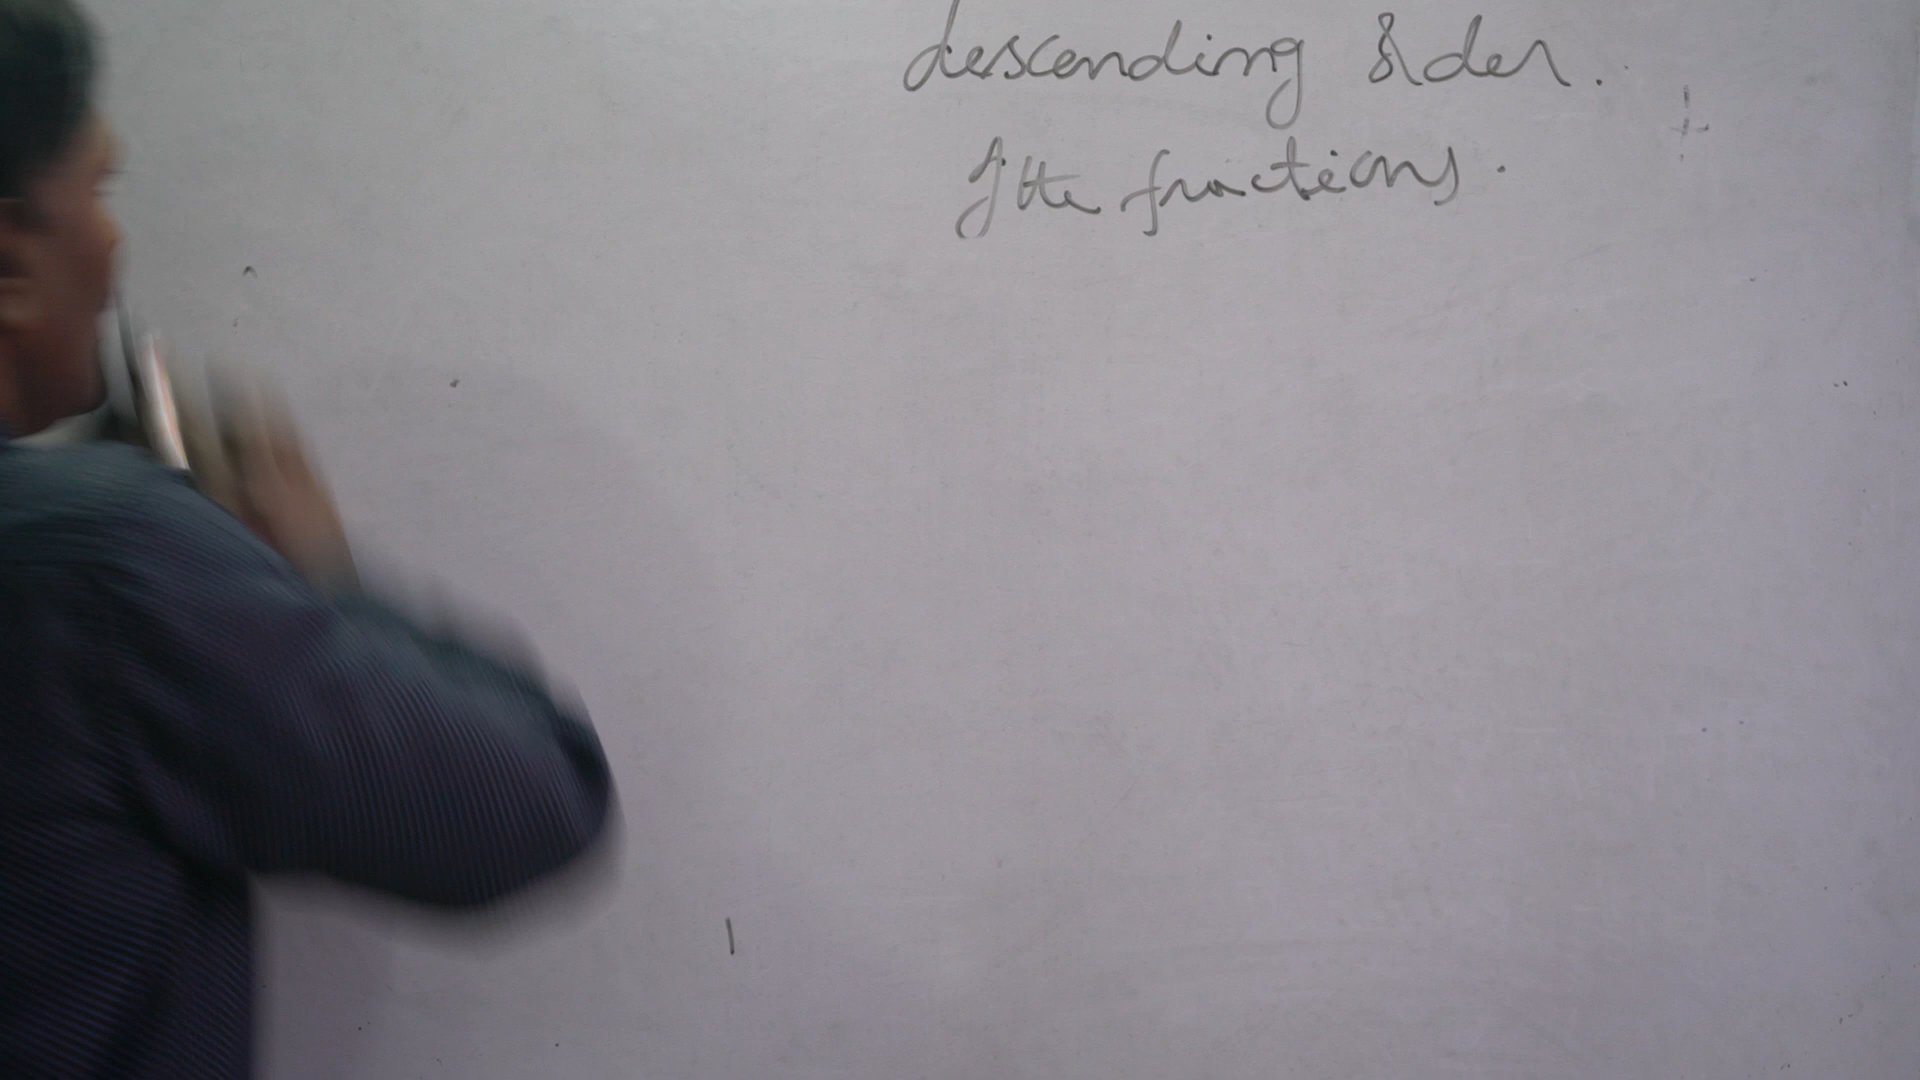 descending order.
of the fractions.